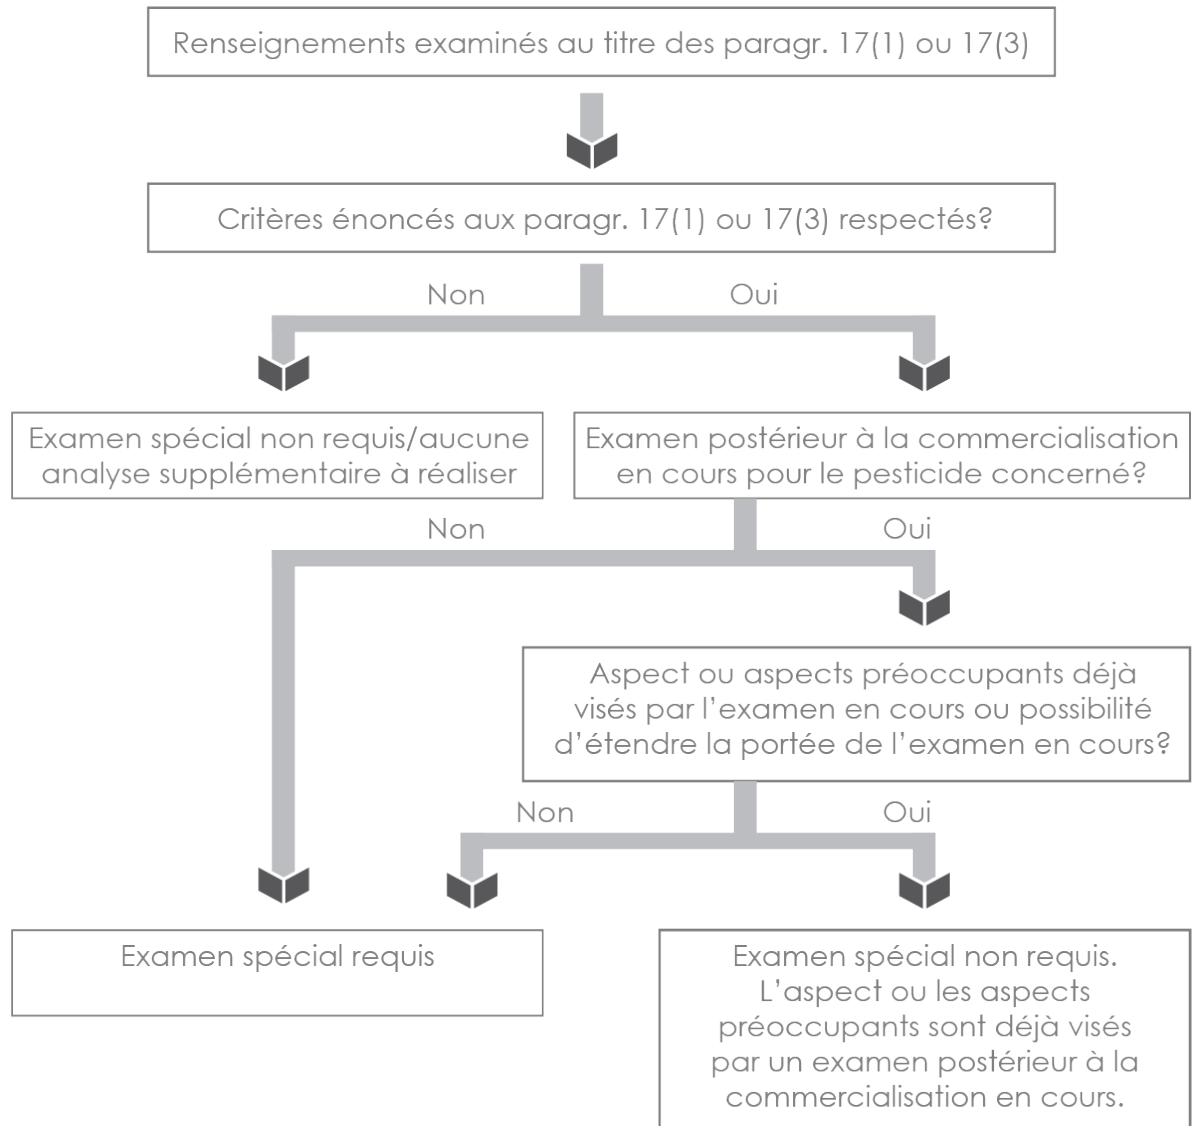 Renseignements examinés au titre des paragr. 17(1) ou 17(3)
Critères énoncés aux paragr. 17(1) ou 17(3) respectés?
Non
Oui
Examen spécial non requis/aucune
analyse supplémentaire à réaliser
Examen postérieur à la commercialisation
en cours pour le pesticide concerné?
Non
Oui
Aspect ou aspects préoccupants déjà
visés par l'examen en cours ou possibilité
d'étendre la portée de l'examen en cours?
Non
Oui
Examen spécial requis
Examen spécial non requis.
L'aspect ou les aspects
préoccupants sont déjà visés
par un examen postérieur à la
commercialisation en cours.